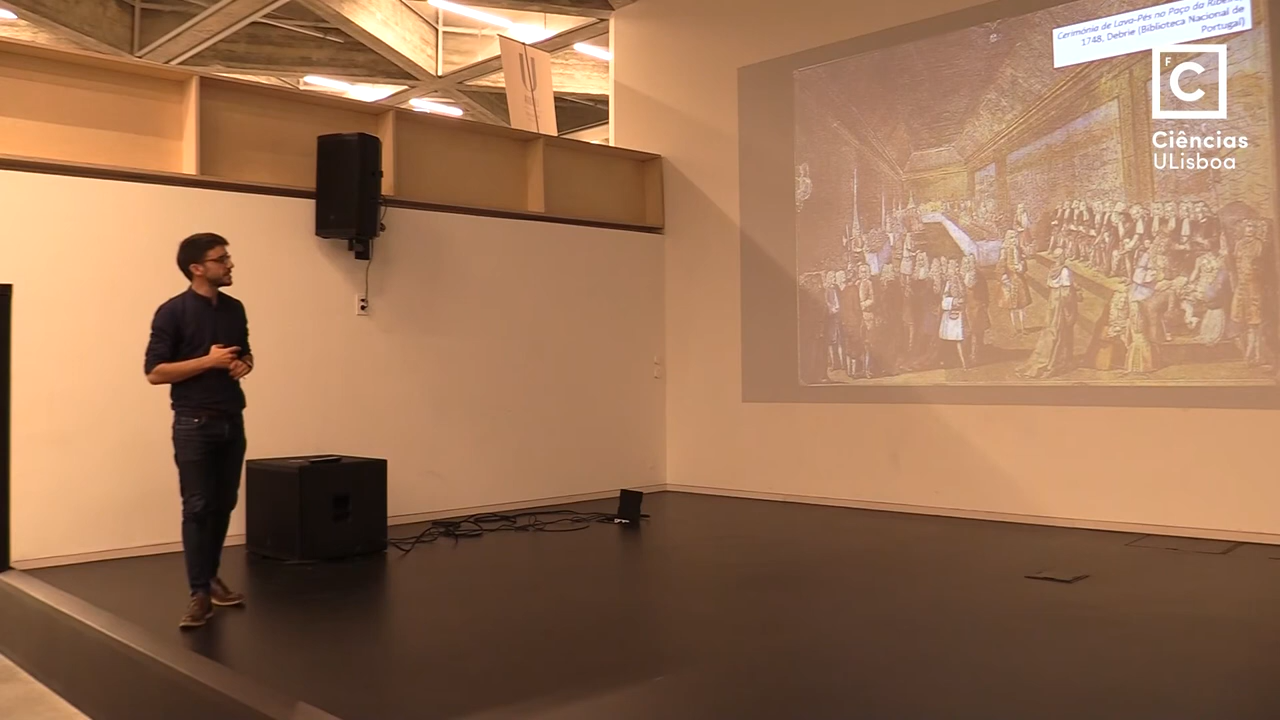 Cerimónia de Lava-Pés no Paço da Ribeira,
1748. Debrie (Biblioteca Nacional de
Portugal)
F
C
Ciências
ULisboa
U